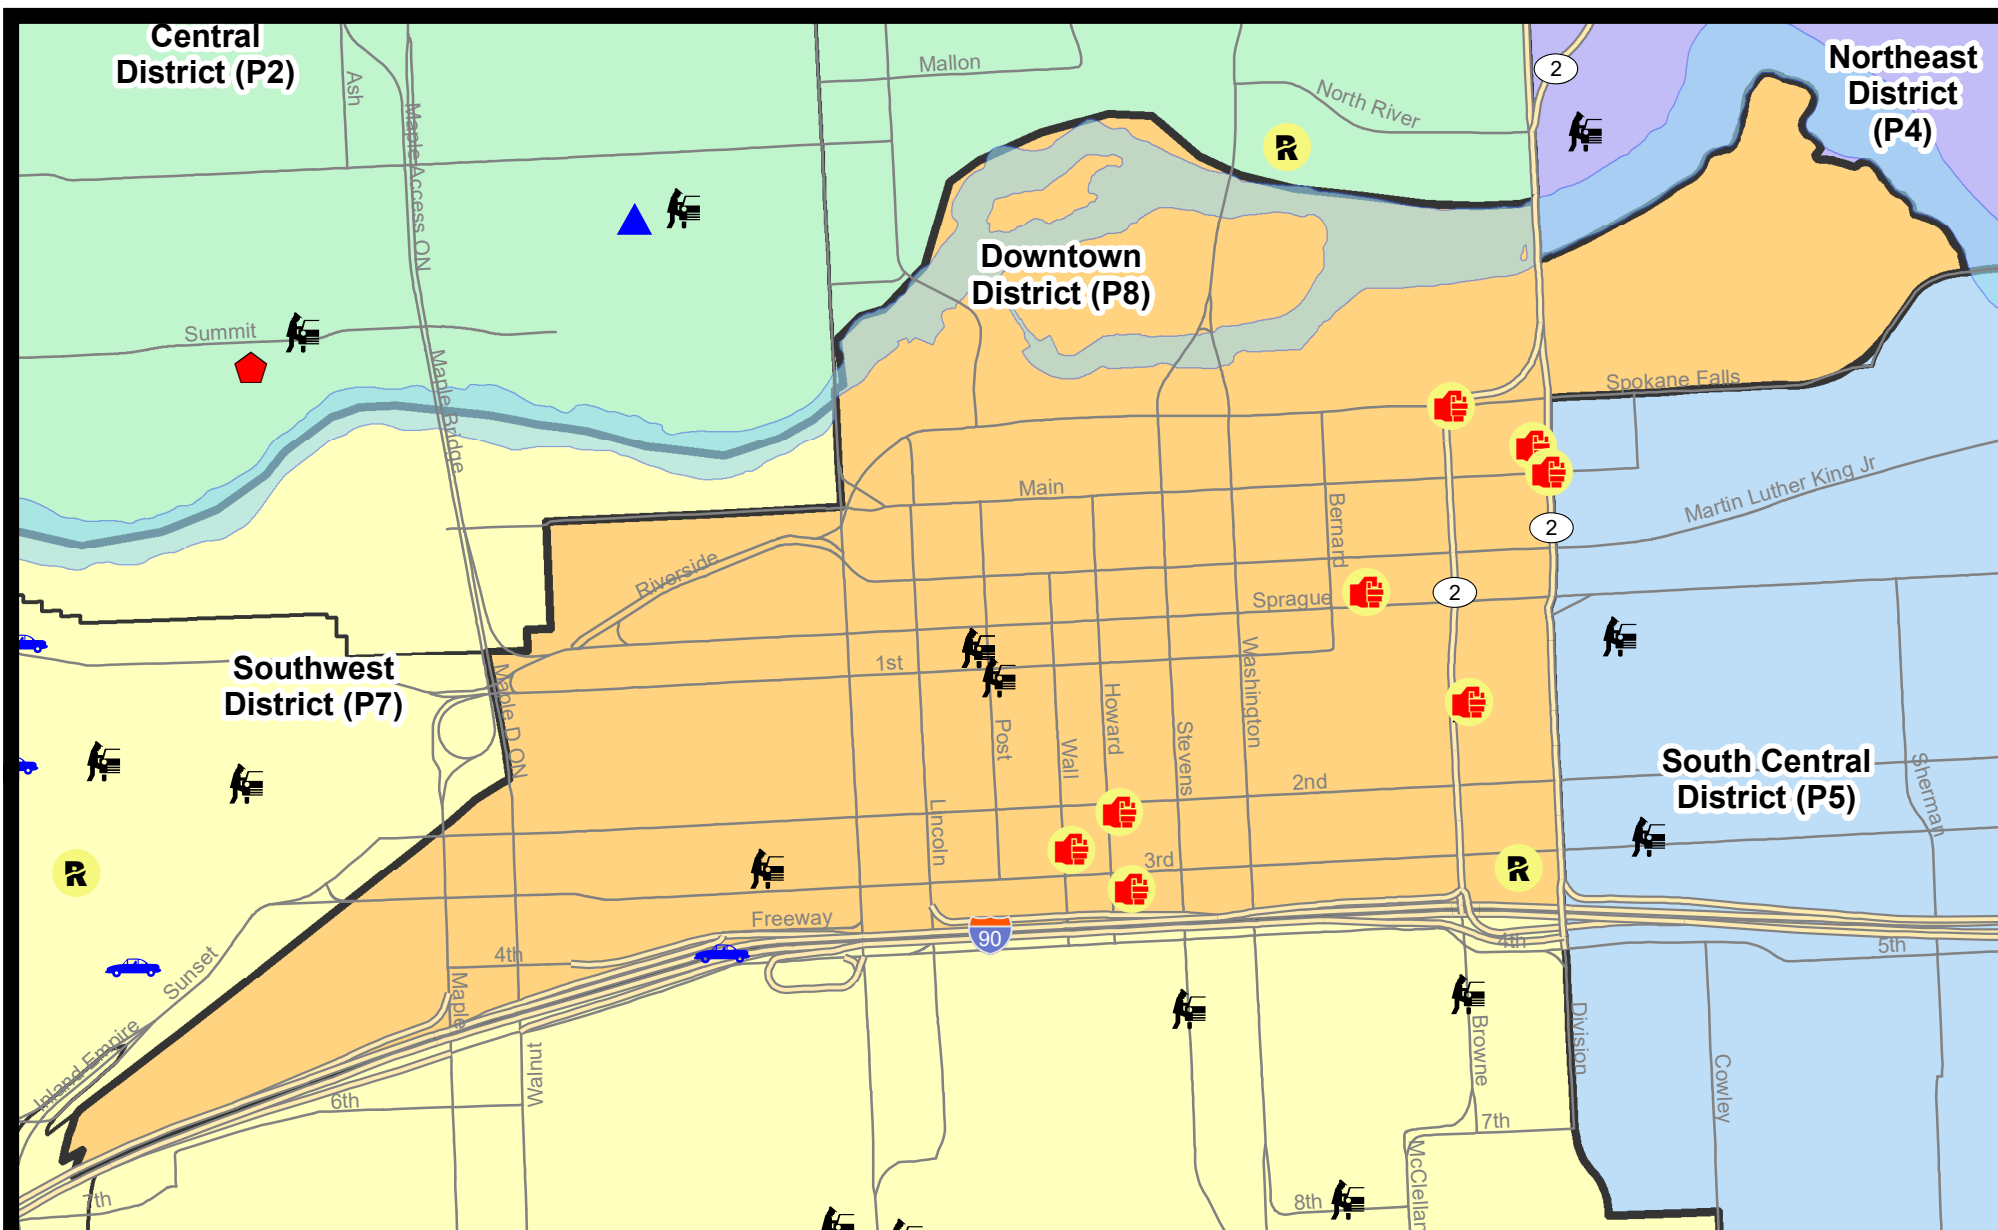 Central
District (P2)
Northeast
District
(P4)
2
Mallon
North River
Ash
Maple Access ON
R
Downtown
District (P8)
Summit
Maple Bridge
Spokane Falls
Main
Bernard
Martin Luther King Jr
2
Riverside
Sprague
2
1st
Southwest
District (P7)
Maple D ON
Post
Wall
Howard
Stevens
Washington
2nd
South Central
District (P5)
Sherman
Lincoln
3rd
R
R
Freeway
90
4th
4th
5th
Sunset
Maple
Inland Empire
Walnut
Browne
Division
Cowley
6th
7th
7th
8th
McClellan